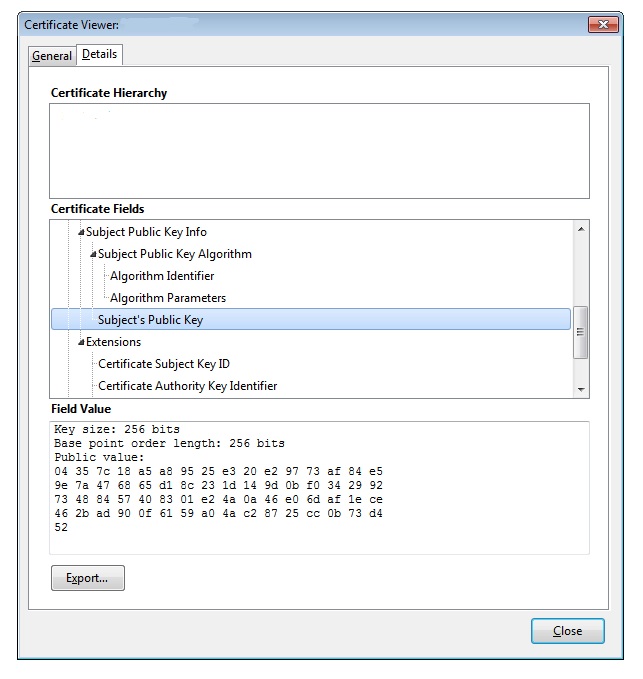 Certificate Viewer:
General
Details
Certificate Hierarchy
Certificate Fields
Subject Public Key Info
Subject Public Key Algorithm
Algorithm Identifier
Algorithm Parameters
Subject's Public Key
Extensions
Certificate Subject Key ID
Certificate Authority Key Identifier
Field Value
Key size: 256 bits
Base point order length: 256 bits
Public value:
04 35 7c 18 a5 a8 95 25 e3 20 e2 97 73 af 84 e5
9e 7a 47 68 65 d1 8c 23 1d 14 9d 0b f0 34 29 92
73 48 84 57 40 83 01 e2 4a 0a 46 e0 6d af 1e ce
46 2b ad 90 0f 61 59 a0 4a c2 87 25 cc 0b 73 d4
52
Export...
Close